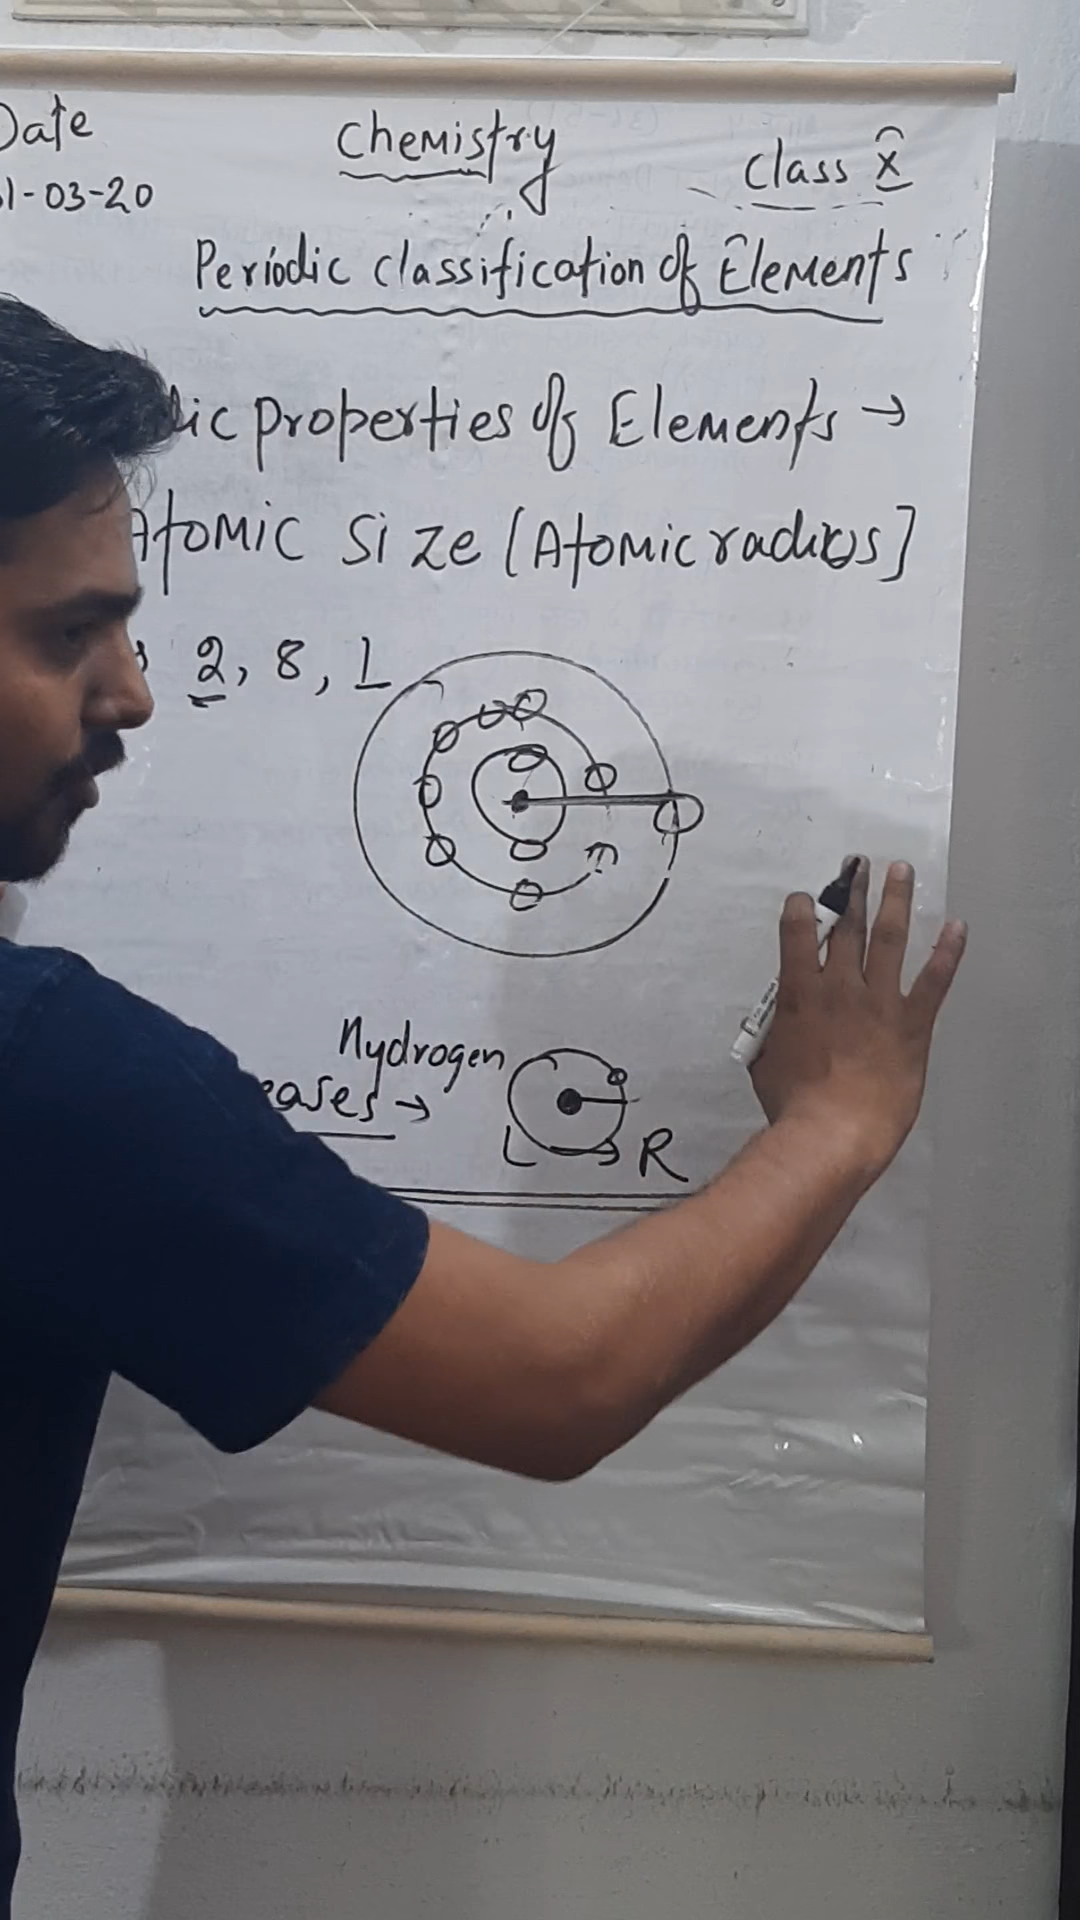 Date
1-03-20
Chemistry
Class X
Periodic classification of Elements
ic properties of Elements →
Atomic size [Atomic radius]
2, 8, 1
Hydrogen
eases →
L → R